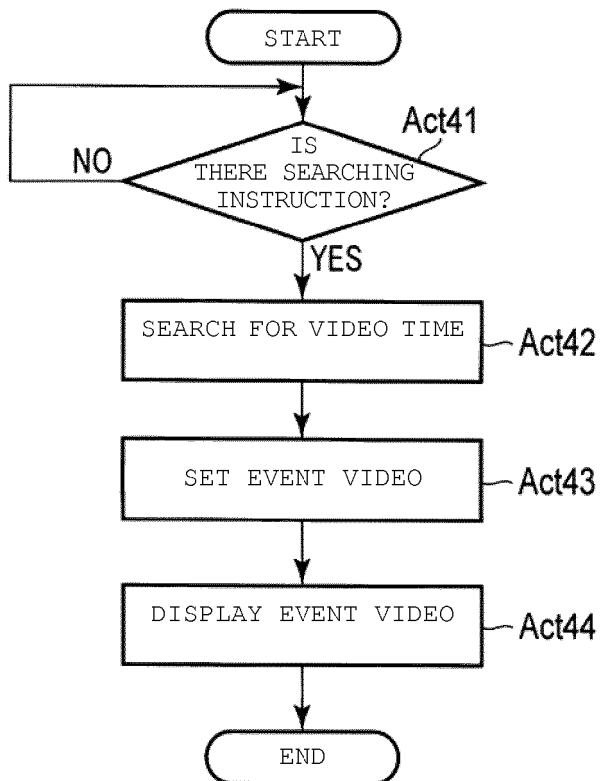 START
Act41
IS
THERE SEARCHING
INSTRUCTION?
NO
YES
SEARCH FOR VIDEO TIME
Act42
SET EVENT VIDEO
Act43
DISPLAY EVENT VIDEO
Act44
END